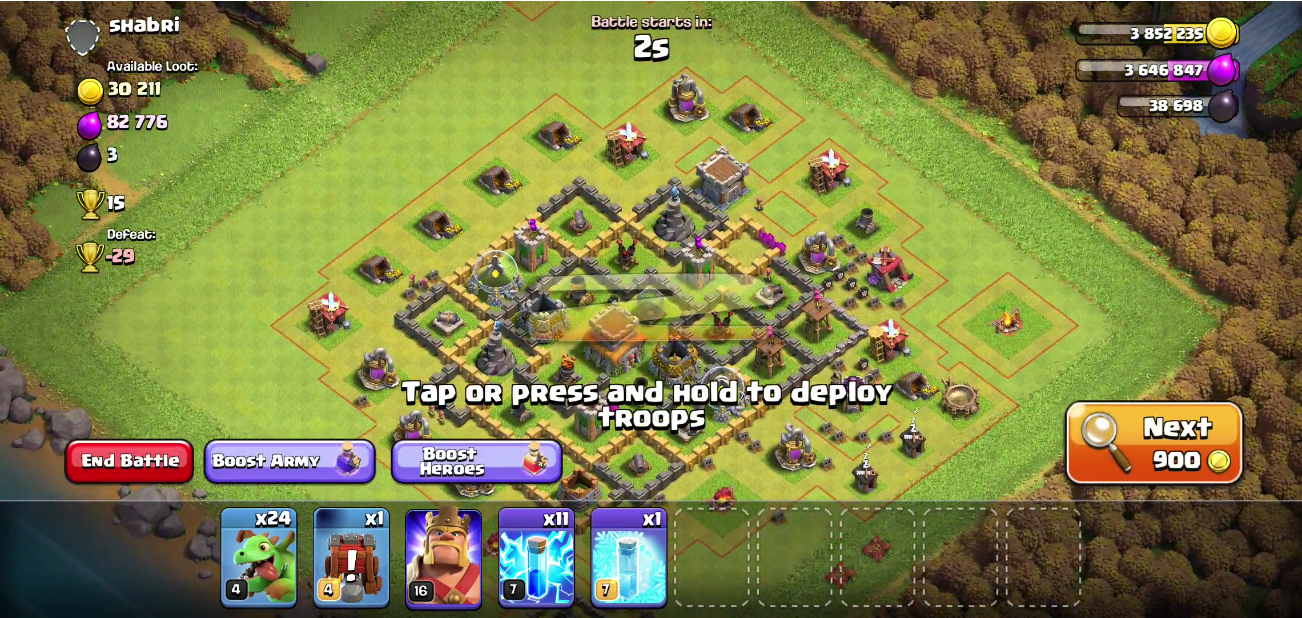 shabri
Available Loot:
30 211
82 776
3
15
Defeat:
-29
Battle starts in:
2s
3 852 235
3 646 847
38 698
Tap or press and hold to deploy
troops
End Battle
Boost Army
Boost
Heroes
Next
900
x24
4
x1
4
16
x11
7
x1
7